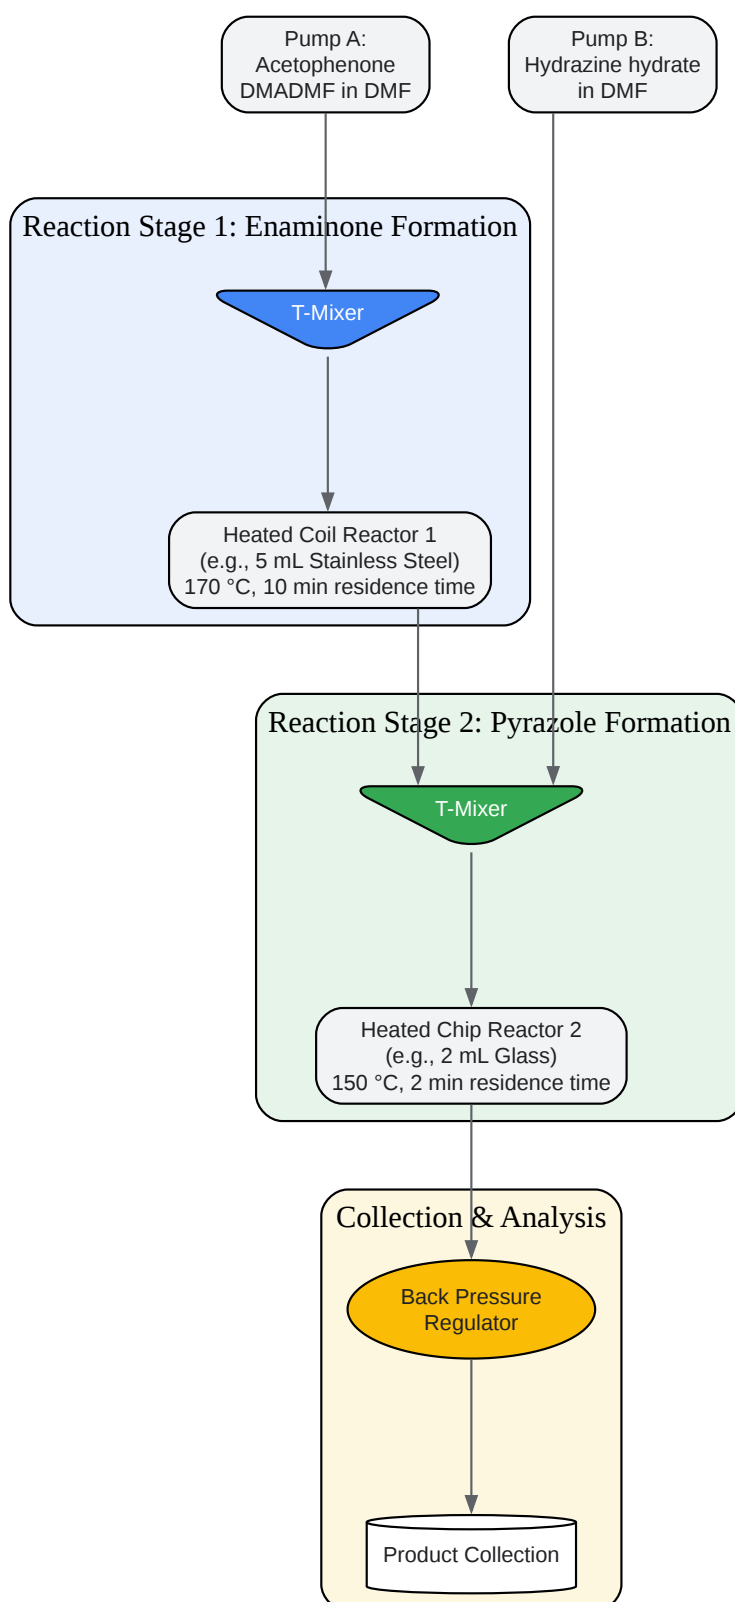 Pump A:
Acetophenone
DMADMF in DMF
Pump B:
Hydrazine hydrate
in DMF
Reaction Stage 1: Enaminone Formation
T-Mixer
Heated Coil Reactor 1
(e.g., 5 mL Stainless Steel)
170 °C, 10 min residence time
Reaction Stage 2: Pyrazole Formation
T-Mixer
Heated Chip Reactor 2
(e.g., 2 mL Glass)
150 °C, 2 min residence time
Collection & Analysis
Back Pressure
Regulator
Product Collection